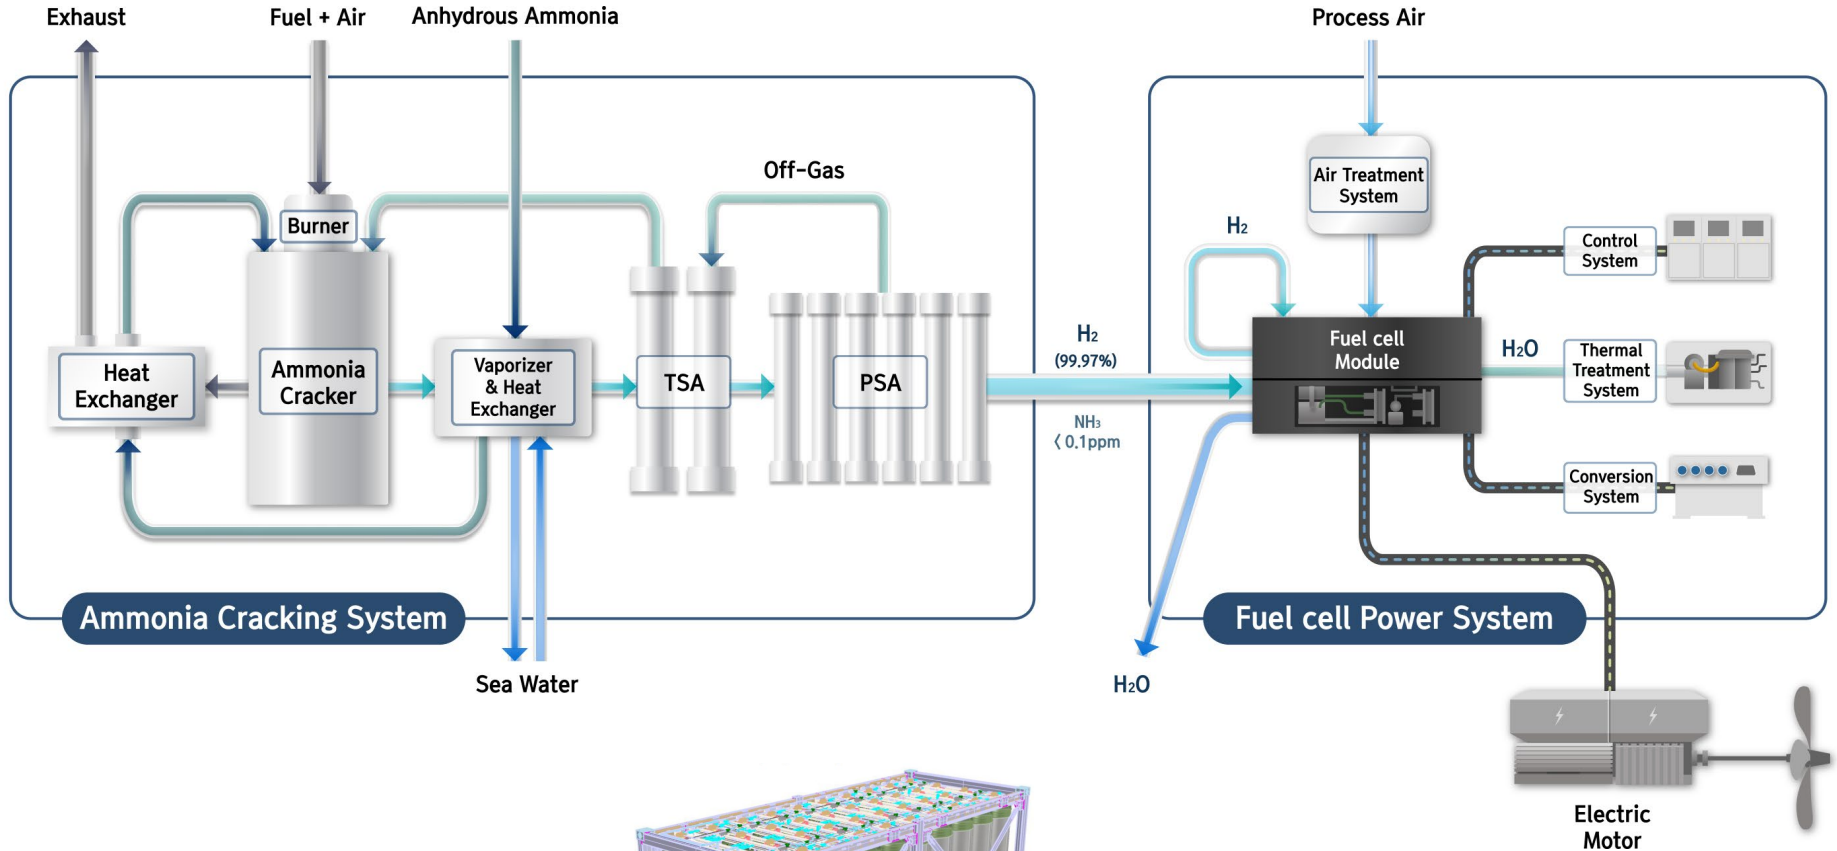 Exhaust
Fuel + Air
Anhydrous Ammonia
Process Air
Off-Gas
Burner
Heat
Exchanger
Ammonia
Cracker
Vaporizer
& Heat
Exchanger
TSA
PSA
H₂
(99.97%)
NH₃
< 0.1ppm
Ammonia Cracking System
Sea Water
Air Treatment
System
H₂
Fuel cell
Module
Control
System
H₂O
Thermal
Treatment
System
Conversion
System
Fuel cell Power System
H₂O
Electric
Motor